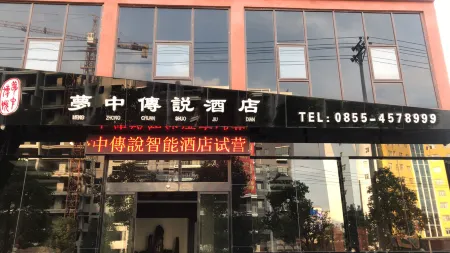 夢中傳說酒店
MENG ZHONG CHUAN SHUO JIU DIAN
TEL: 0855-4578999
中傳說智能酒店试营